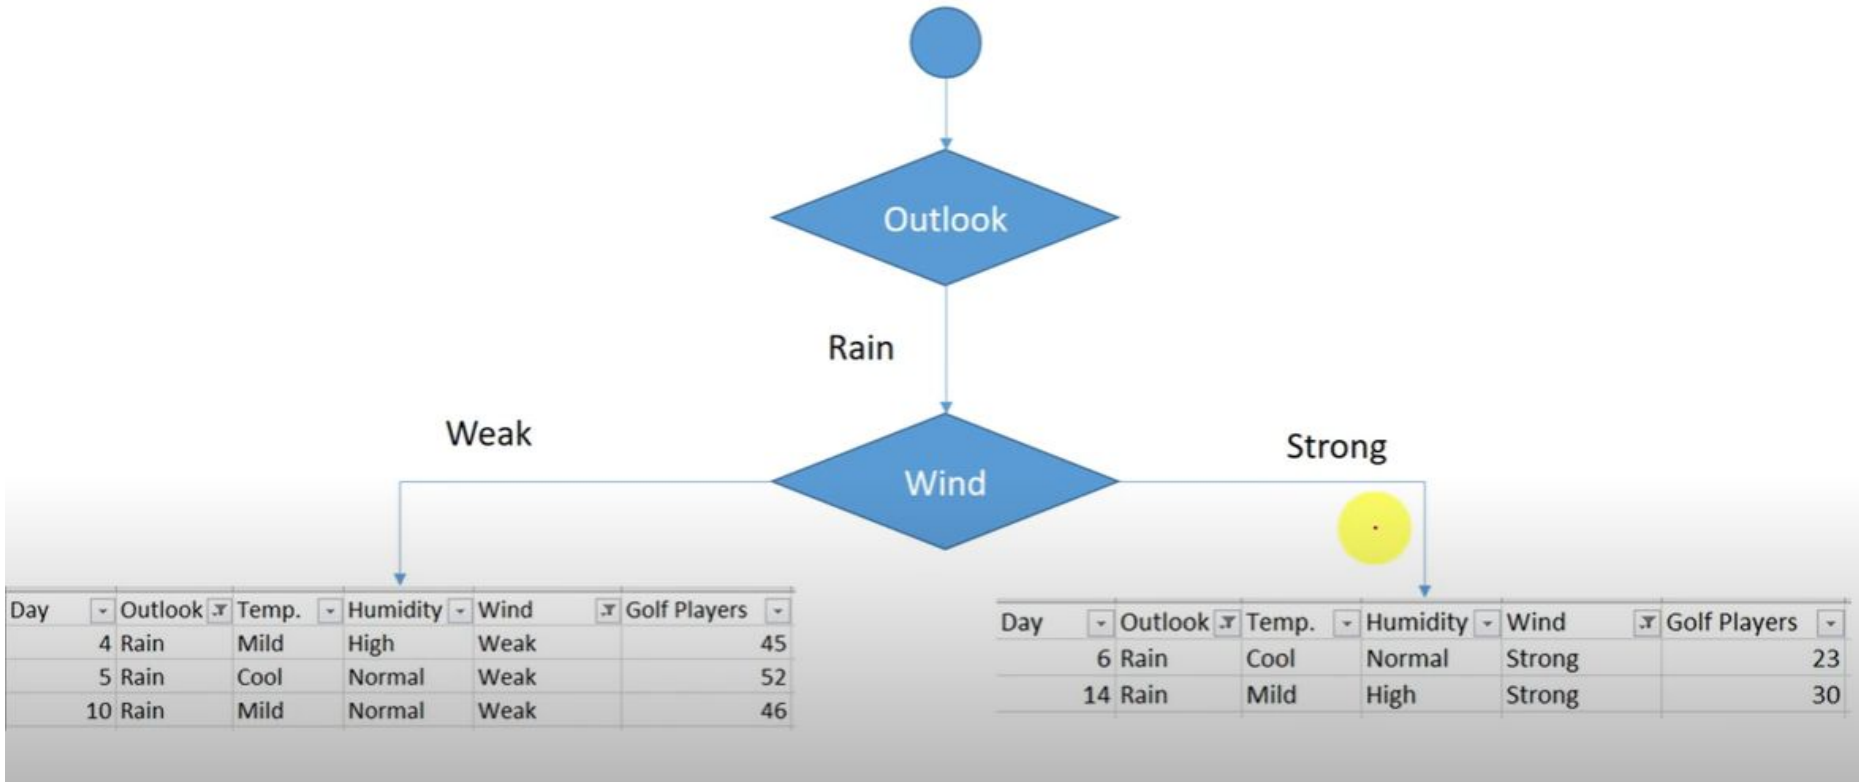 Outlook
Rain
Weak
Strong
Wind
Day Outlook Temp. Humidity Wind Golf Players
4 Rain Mild High Weak 45
5 Rain Cool Normal Weak 52
10 Rain Mild Normal Weak 46
Day Outlook Temp. Humidity Wind Golf Players
6 Rain Cool Normal Strong 23
14 Rain Mild High Strong 30